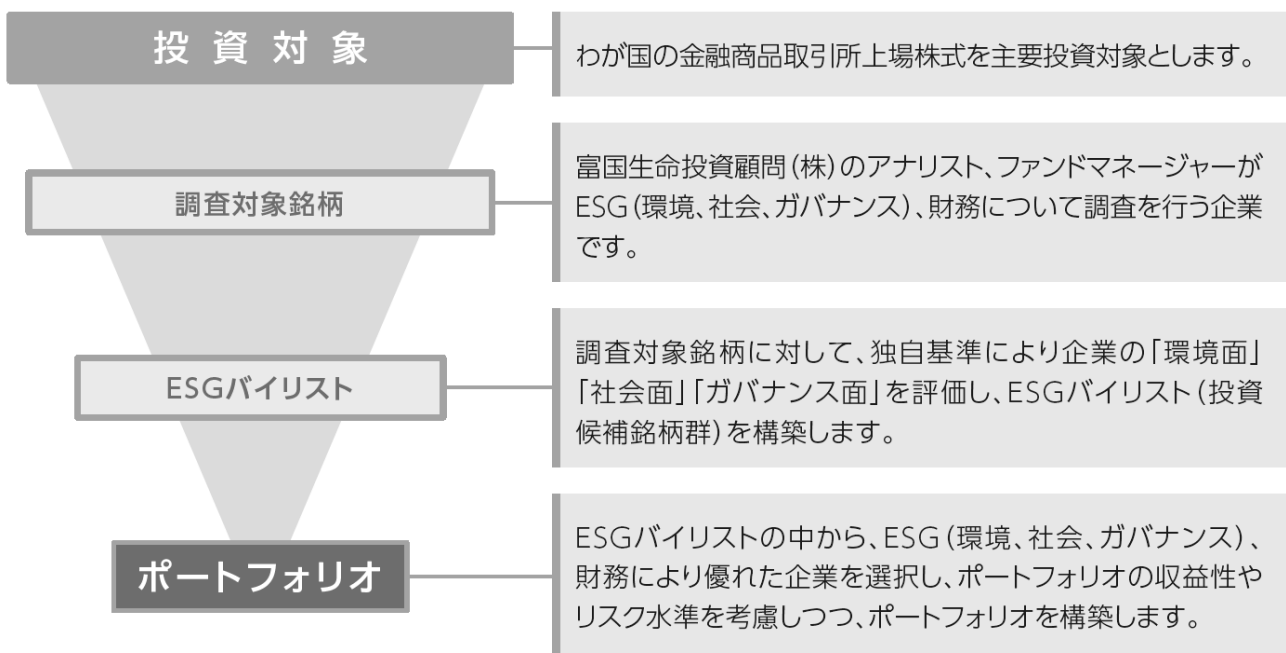 投資対象
わが国の金融商品取引所上場株式を主要投資対象とします。
調査対象銘柄
富国生命投資顧問(株)のアナリスト、ファンドマネージャーが
ESG(環境、社会、ガバナンス)、財務について調査を行う企業
です。
ESGバイリスト
調査対象銘柄に対して、独自基準により企業の「環境面」
「社会面」「ガバナンス面」を評価し、ESGバイリスト(投資
候補銘柄群)を構築します。
ポートフォリオ
ESGバイリストの中から、ESG(環境、社会、ガバナンス)、
財務により優れた企業を選択し、ポートフォリオの収益性や
リスク水準を考慮しつつ、ポートフォリオを構築します。